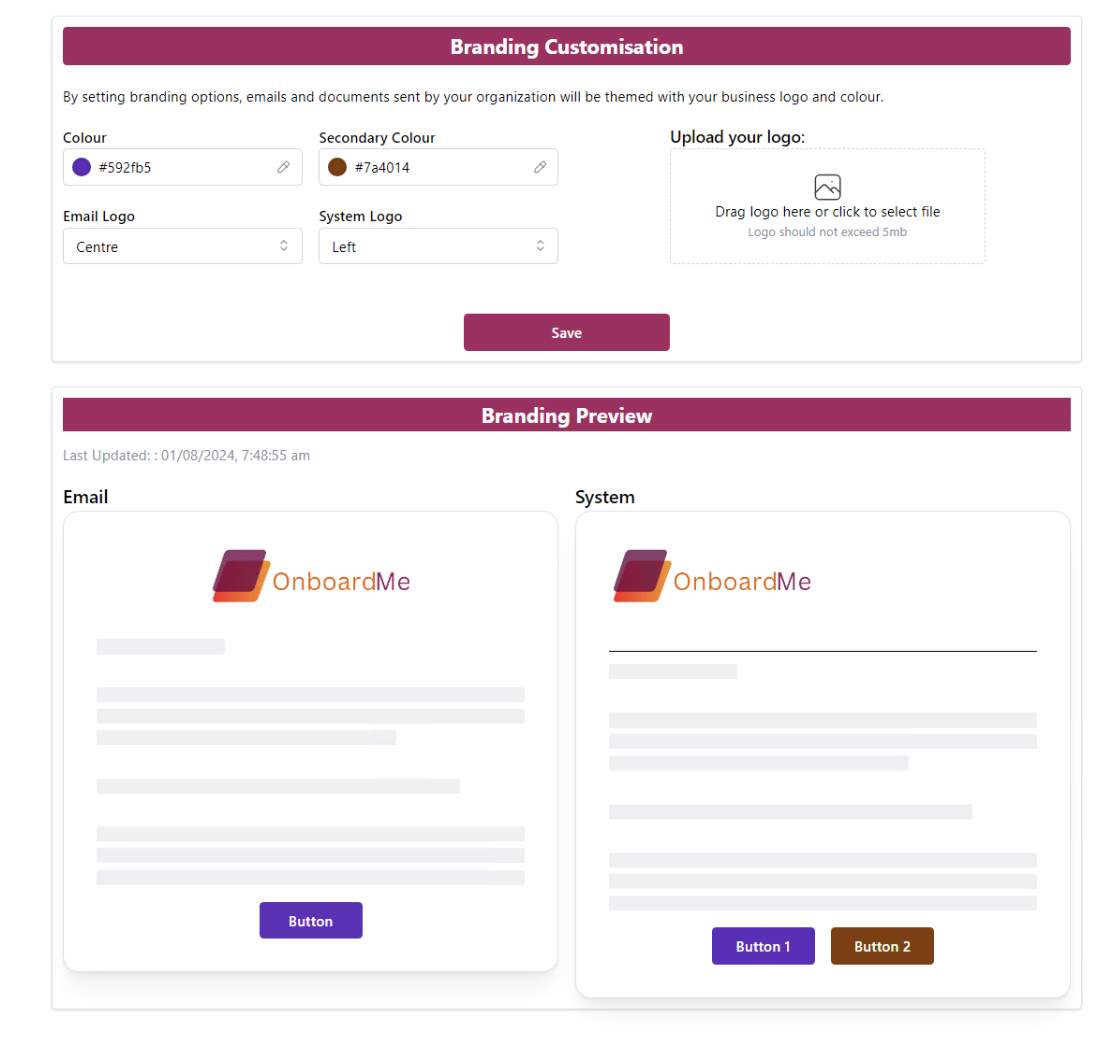 Branding Customisation
By setting branding options, emails and documents sent by your organization will be themed with your business logo and colour.
Colour
Secondary Colour
Upload your logo:
#592fb5
#7a4014
Drag logo here or click to select file
Logo should not exceed 5mb
Email Logo
System Logo
Centre
Left
Save
Branding Preview
Last Updated: : 01/08/2024, 7:48:55 am
Email
System
OnboardMe
OnboardMe
Button
Button 1
Button 2